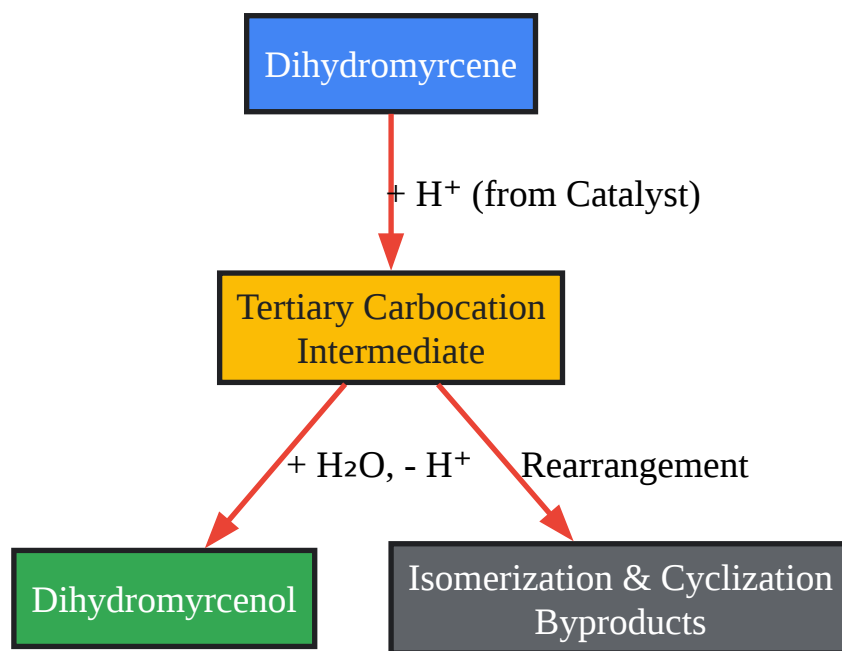 Dihydromyrcene
+ H⁺ (from Catalyst)
Tertiary Carbocation
Intermediate
+ H₂O, - H⁺
Rearrangement
Dihydromyrcenol
Isomerization & Cyclization
Byproducts